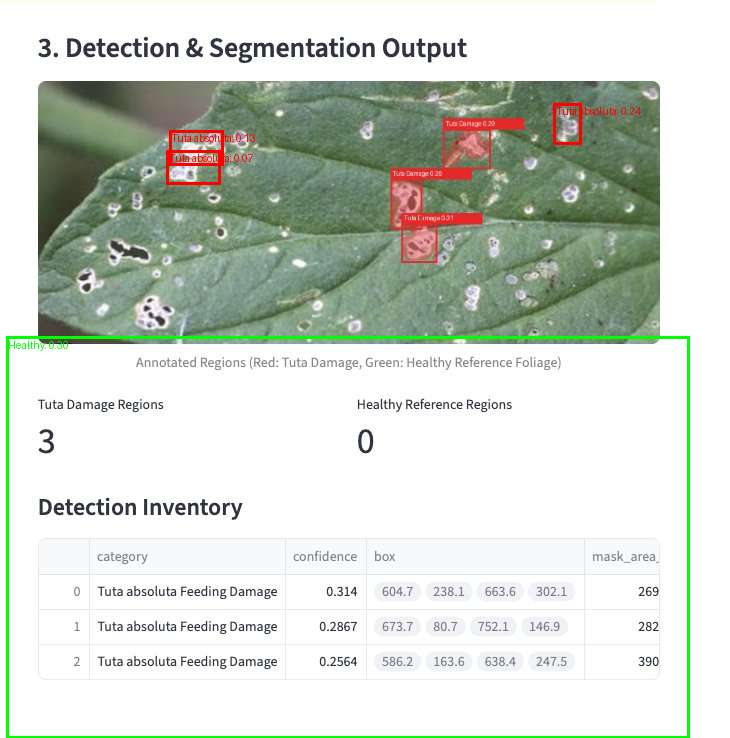 3. Detection & Segmentation Output
Tuta absoluta: 0.24
Tuta Damage 0.29
Tuta absoluta: 0.13
Tuta absoluta: 0.07
Tuta Damage 0.26
Tuta Damage 0.31
Healthy: 0.30
Annotated Regions (Red: Tuta Damage, Green: Healthy Reference Foliage)
Tuta Damage Regions Healthy Reference Regions
3 0
Detection Inventory
category confidence box mask_area_
0 Tuta absoluta Feeding Damage 0.314 604.7 238.1 663.6 302.1 269
1 Tuta absoluta Feeding Damage 0.2867 673.7 80.7 752.1 146.9 282
2 Tuta absoluta Feeding Damage 0.2564 586.2 163.6 638.4 247.5 390